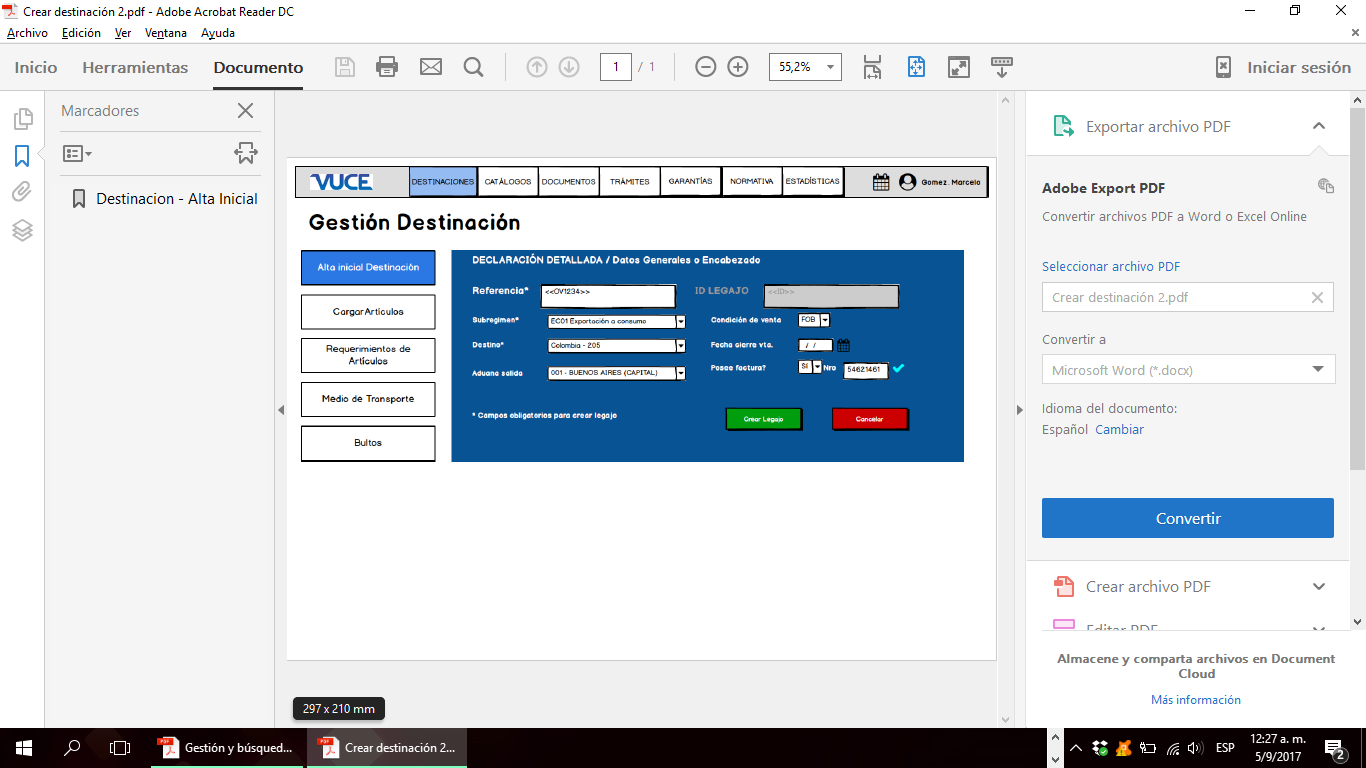 Crear destinación 2.pdf - Adobe Acrobat Reader DC
Archivo Edición Ver Ventana Ayuda
Inicio Herramientas Documento 1 / 1 55,2% Iniciar sesión
Marcadores
Destinacion - Alta Inicial
VUCE DESTINACIONES CATÁLOGOS DOCUMENTOS TRÁMITES GARANTÍAS NORMATIVA ESTADÍSTICAS Gomez. Marcelo
Gestión Destinación
Alta inicial Destinación
Cargar Artículos
Requerimientos de
Artículos
Medio de Transporte
Bultos
DECLARACIÓN DETALLADA / Datos Generales o Encabezado
Referencia* <<OV1234>> ID LEGAJO <<ID>>
Subregimen* EC01 Exportación a consumo Condición de venta FOB
Destino* Colombia - 205 Fecha cierre vta. / /
Aduana salida 001 - BUENOS AIRES (CAPITAL) Posee factura? SI Nro 54621461
* Campos obligatorios para crear legajo Crear Legajo Cancelar
297 x 210 mm
Exportar archivo PDF
Adobe Export PDF
Convertir archivos PDF a Word o Excel Online
Seleccionar archivo PDF
Crear destinación 2.pdf
Convertir a
Microsoft Word (*.docx)
Idioma del documento:
Español Cambiar
Convertir
Crear archivo PDF
Editar PDF
Almacene y comparta archivos en Document
Cloud
Más información
Gestión y búsqued... Crear destinación 2... ESP 12:27 a. m.
5/9/2017 2